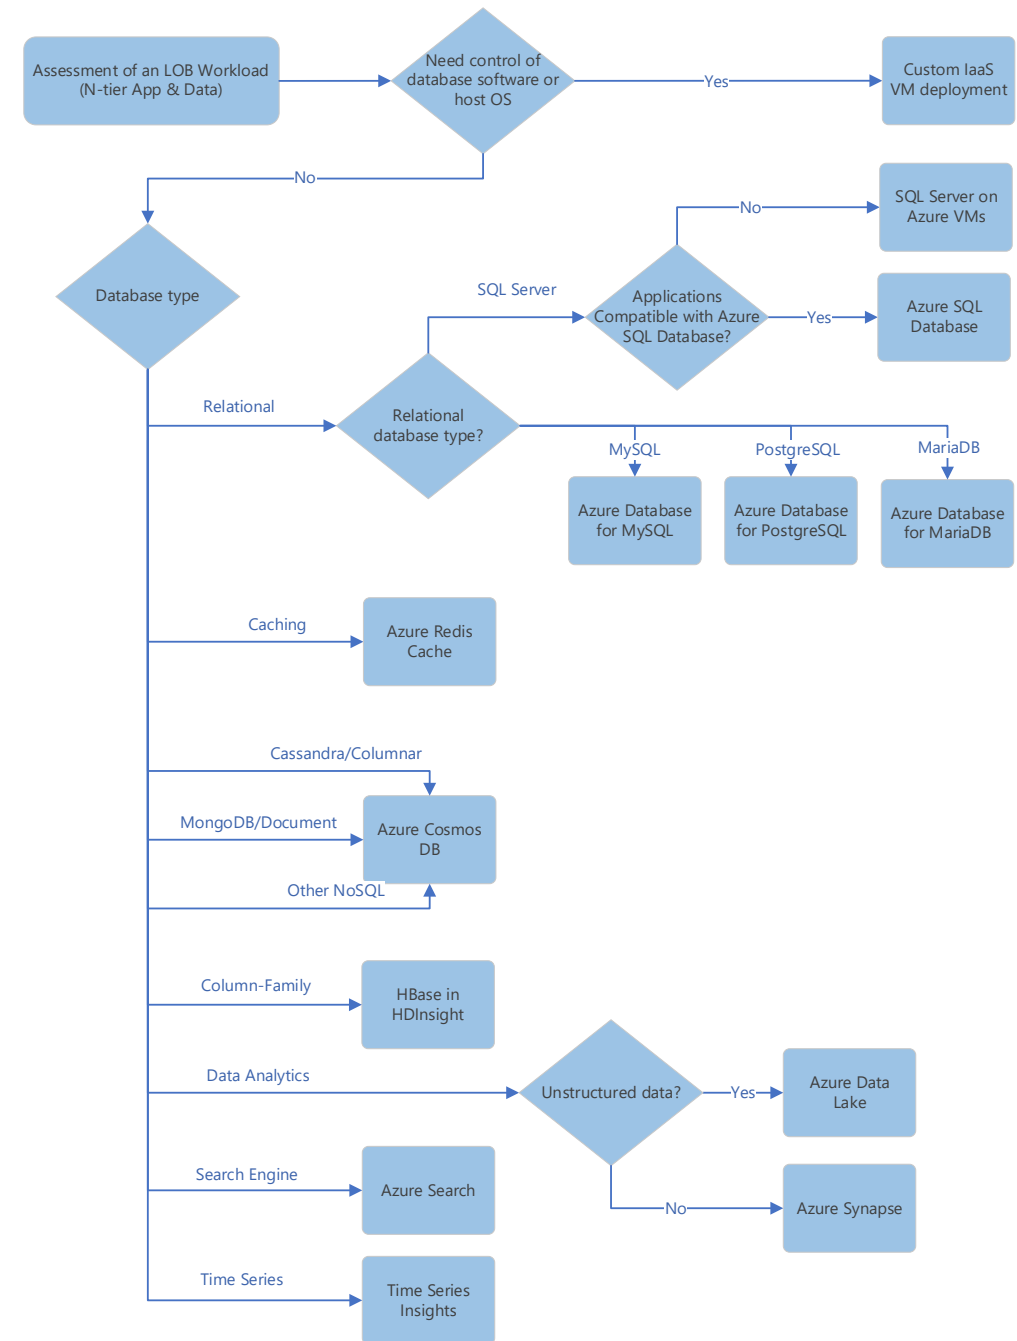 Assessment of an LOB Workload
(N-tier App & Data)
Need control of
database software or
host OS
Yes
Custom IaaS
VM deployment
No
Database type
SQL Server
Applications
Compatible with Azure
SQL Database?
No
SQL Server on
Azure VMs
Yes
Azure SQL
Database
Relational
Relational
database type?
MySQL
PostgreSQL
MariaDB
Azure Database
for MySQL
Azure Database
for PostgreSQL
Azure Database
for MariaDB
Caching
Azure Redis
Cache
Cassandra/Columnar
MongoDB/Document
Azure Cosmos
DB
Other NoSQL
Column-Family
HBase in
HDInsight
Data Analytics
Unstructured data?
Yes
Azure Data
Lake
No
Azure Synapse
Search Engine
Azure Search
Time Series
Time Series
Insights